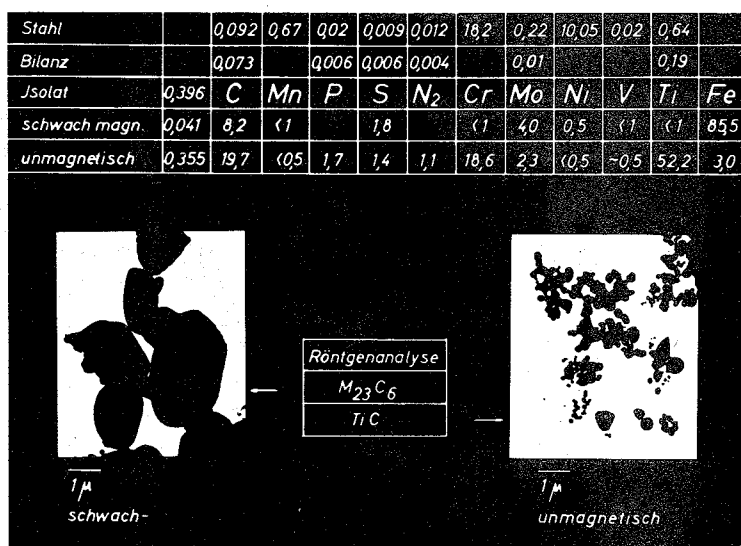 Stahl 0,092 0,67 0,02 0,009 0,012 18,2 0,22 10,05 0,02 0,64
Bilanz 0,073 0,006 0,006 0,004 0,01 0,19
Jsolat 0,396 C Mn P S N2 Cr Mo Ni V Ti Fe
schwach magn. 0,041 8,2 <1 1,8 <1 4,0 0,5 <1 <1 85,5
unmagnetisch 0,355 19,7 <0,5 1,7 1,4 1,1 18,6 2,3 <0,5 ~0,5 52,2 3,0
Röntgenanalyse
M23C6
TiC
1µ
schwach-
1µ
unmagnetisch